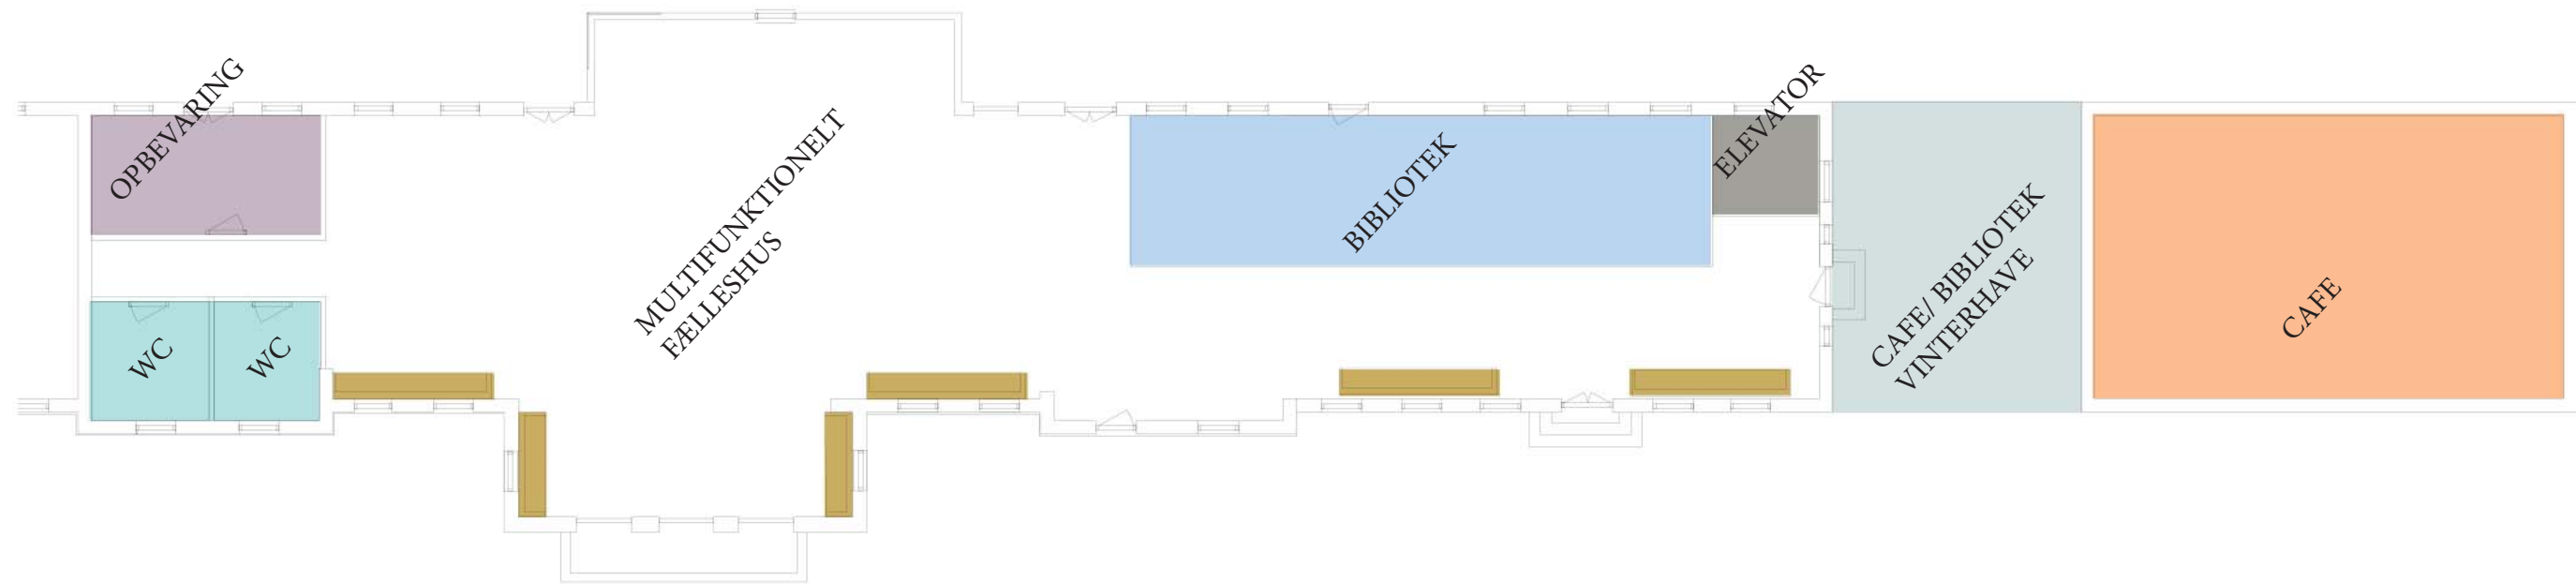 OPBEVARING
WC
WC
MULTIFUNKTIONELT
FÆLLESHUS
BIBLIOTEK
ELEVATOR
CAFE/ BIBLIOTEK
VINTERHAVE
CAFE